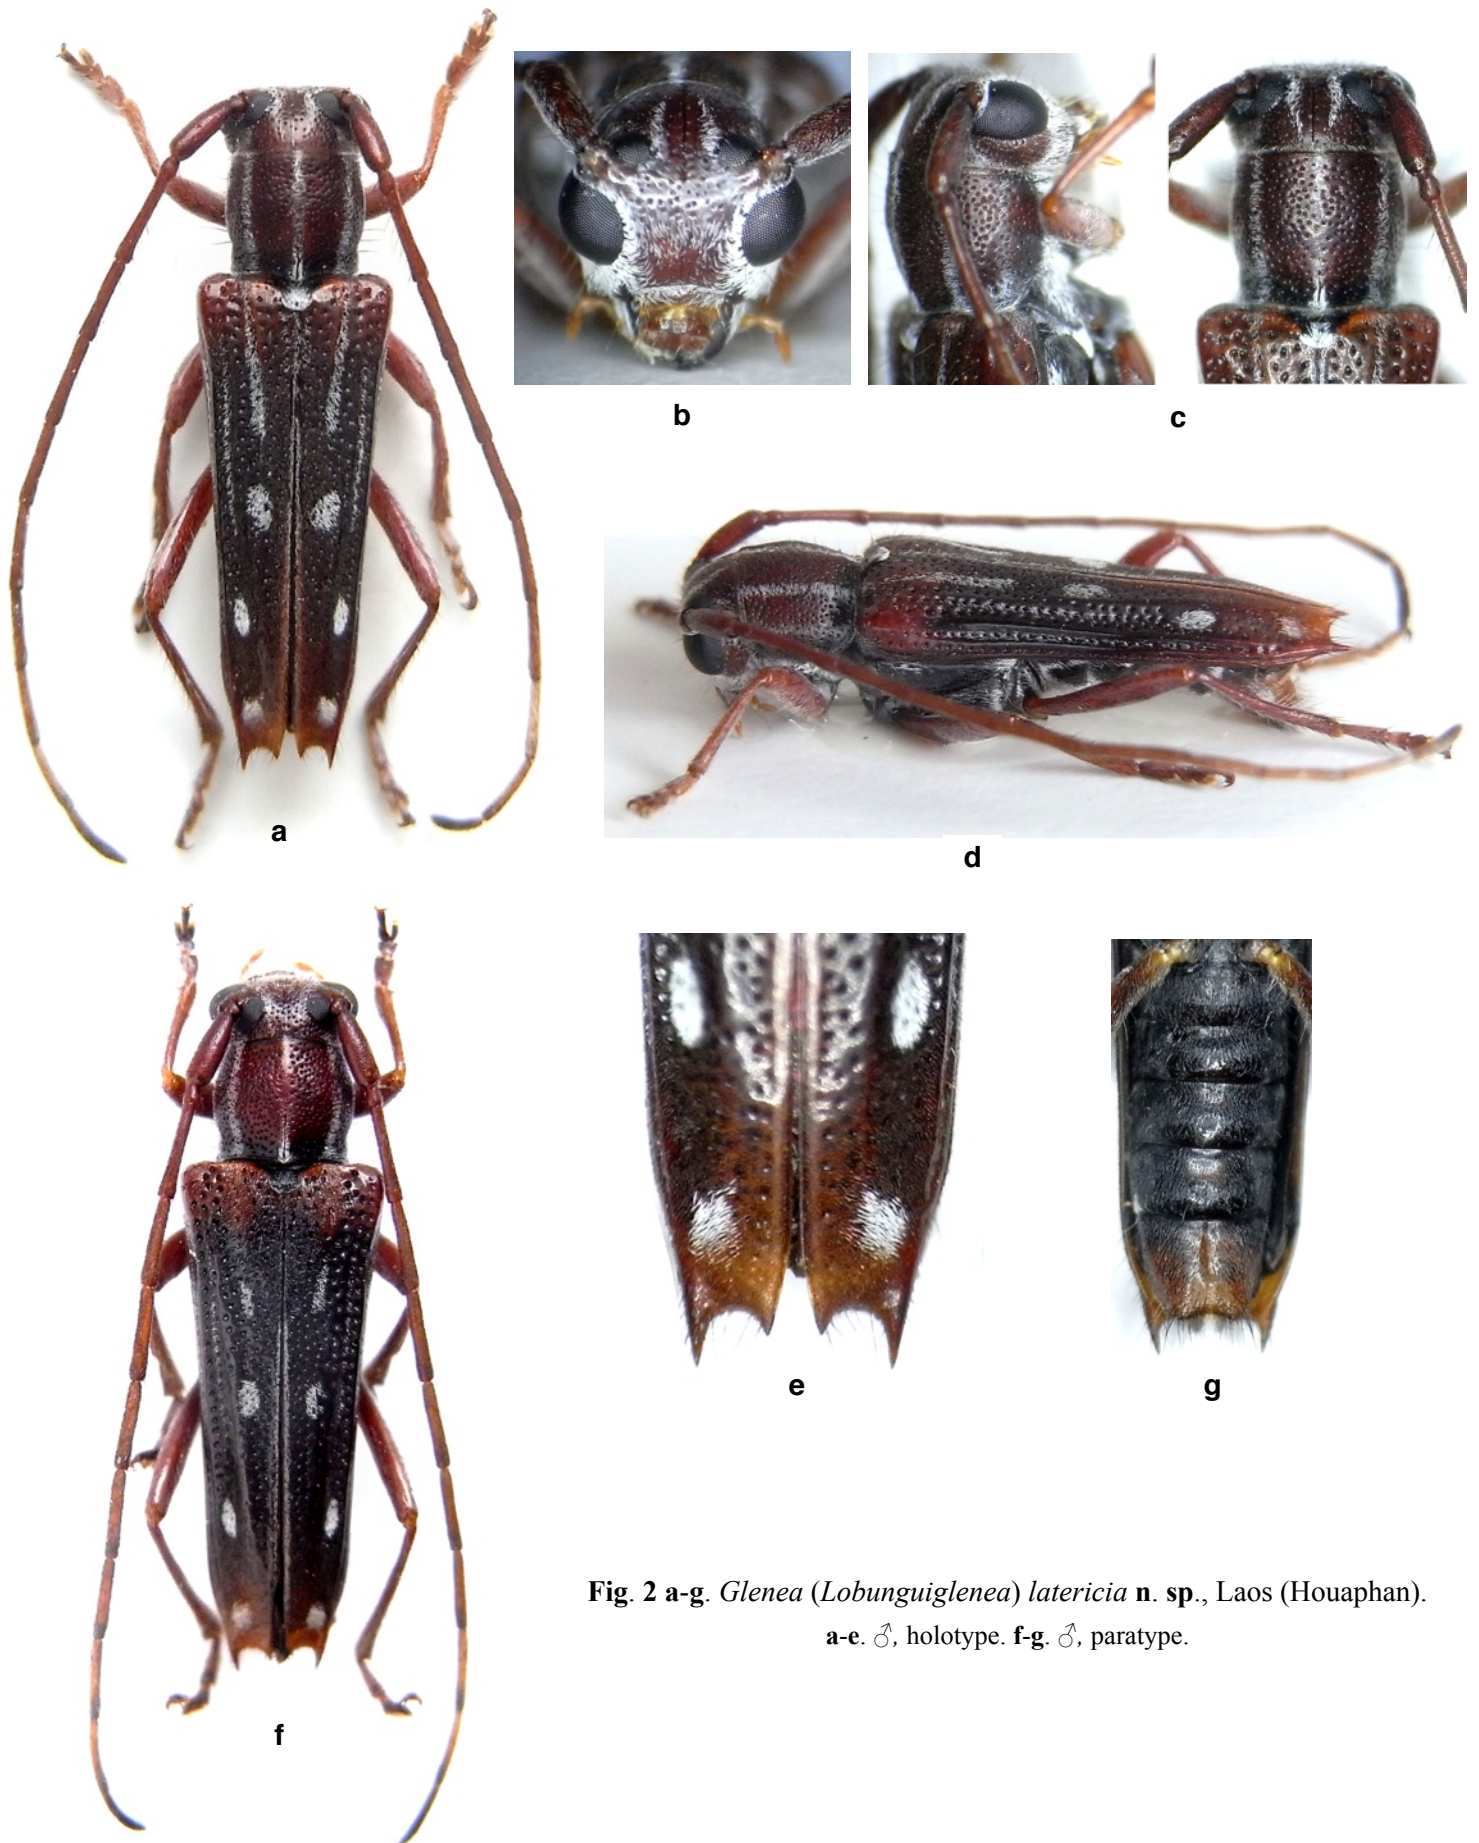 b
c
a
d
e
g
f
Fig. 2 a-g. Glenea (Lobunguiglenea) latericia n. sp., Laos (Houaphan).
a-e. ♂, holotype. f-g. ♂, paratype.